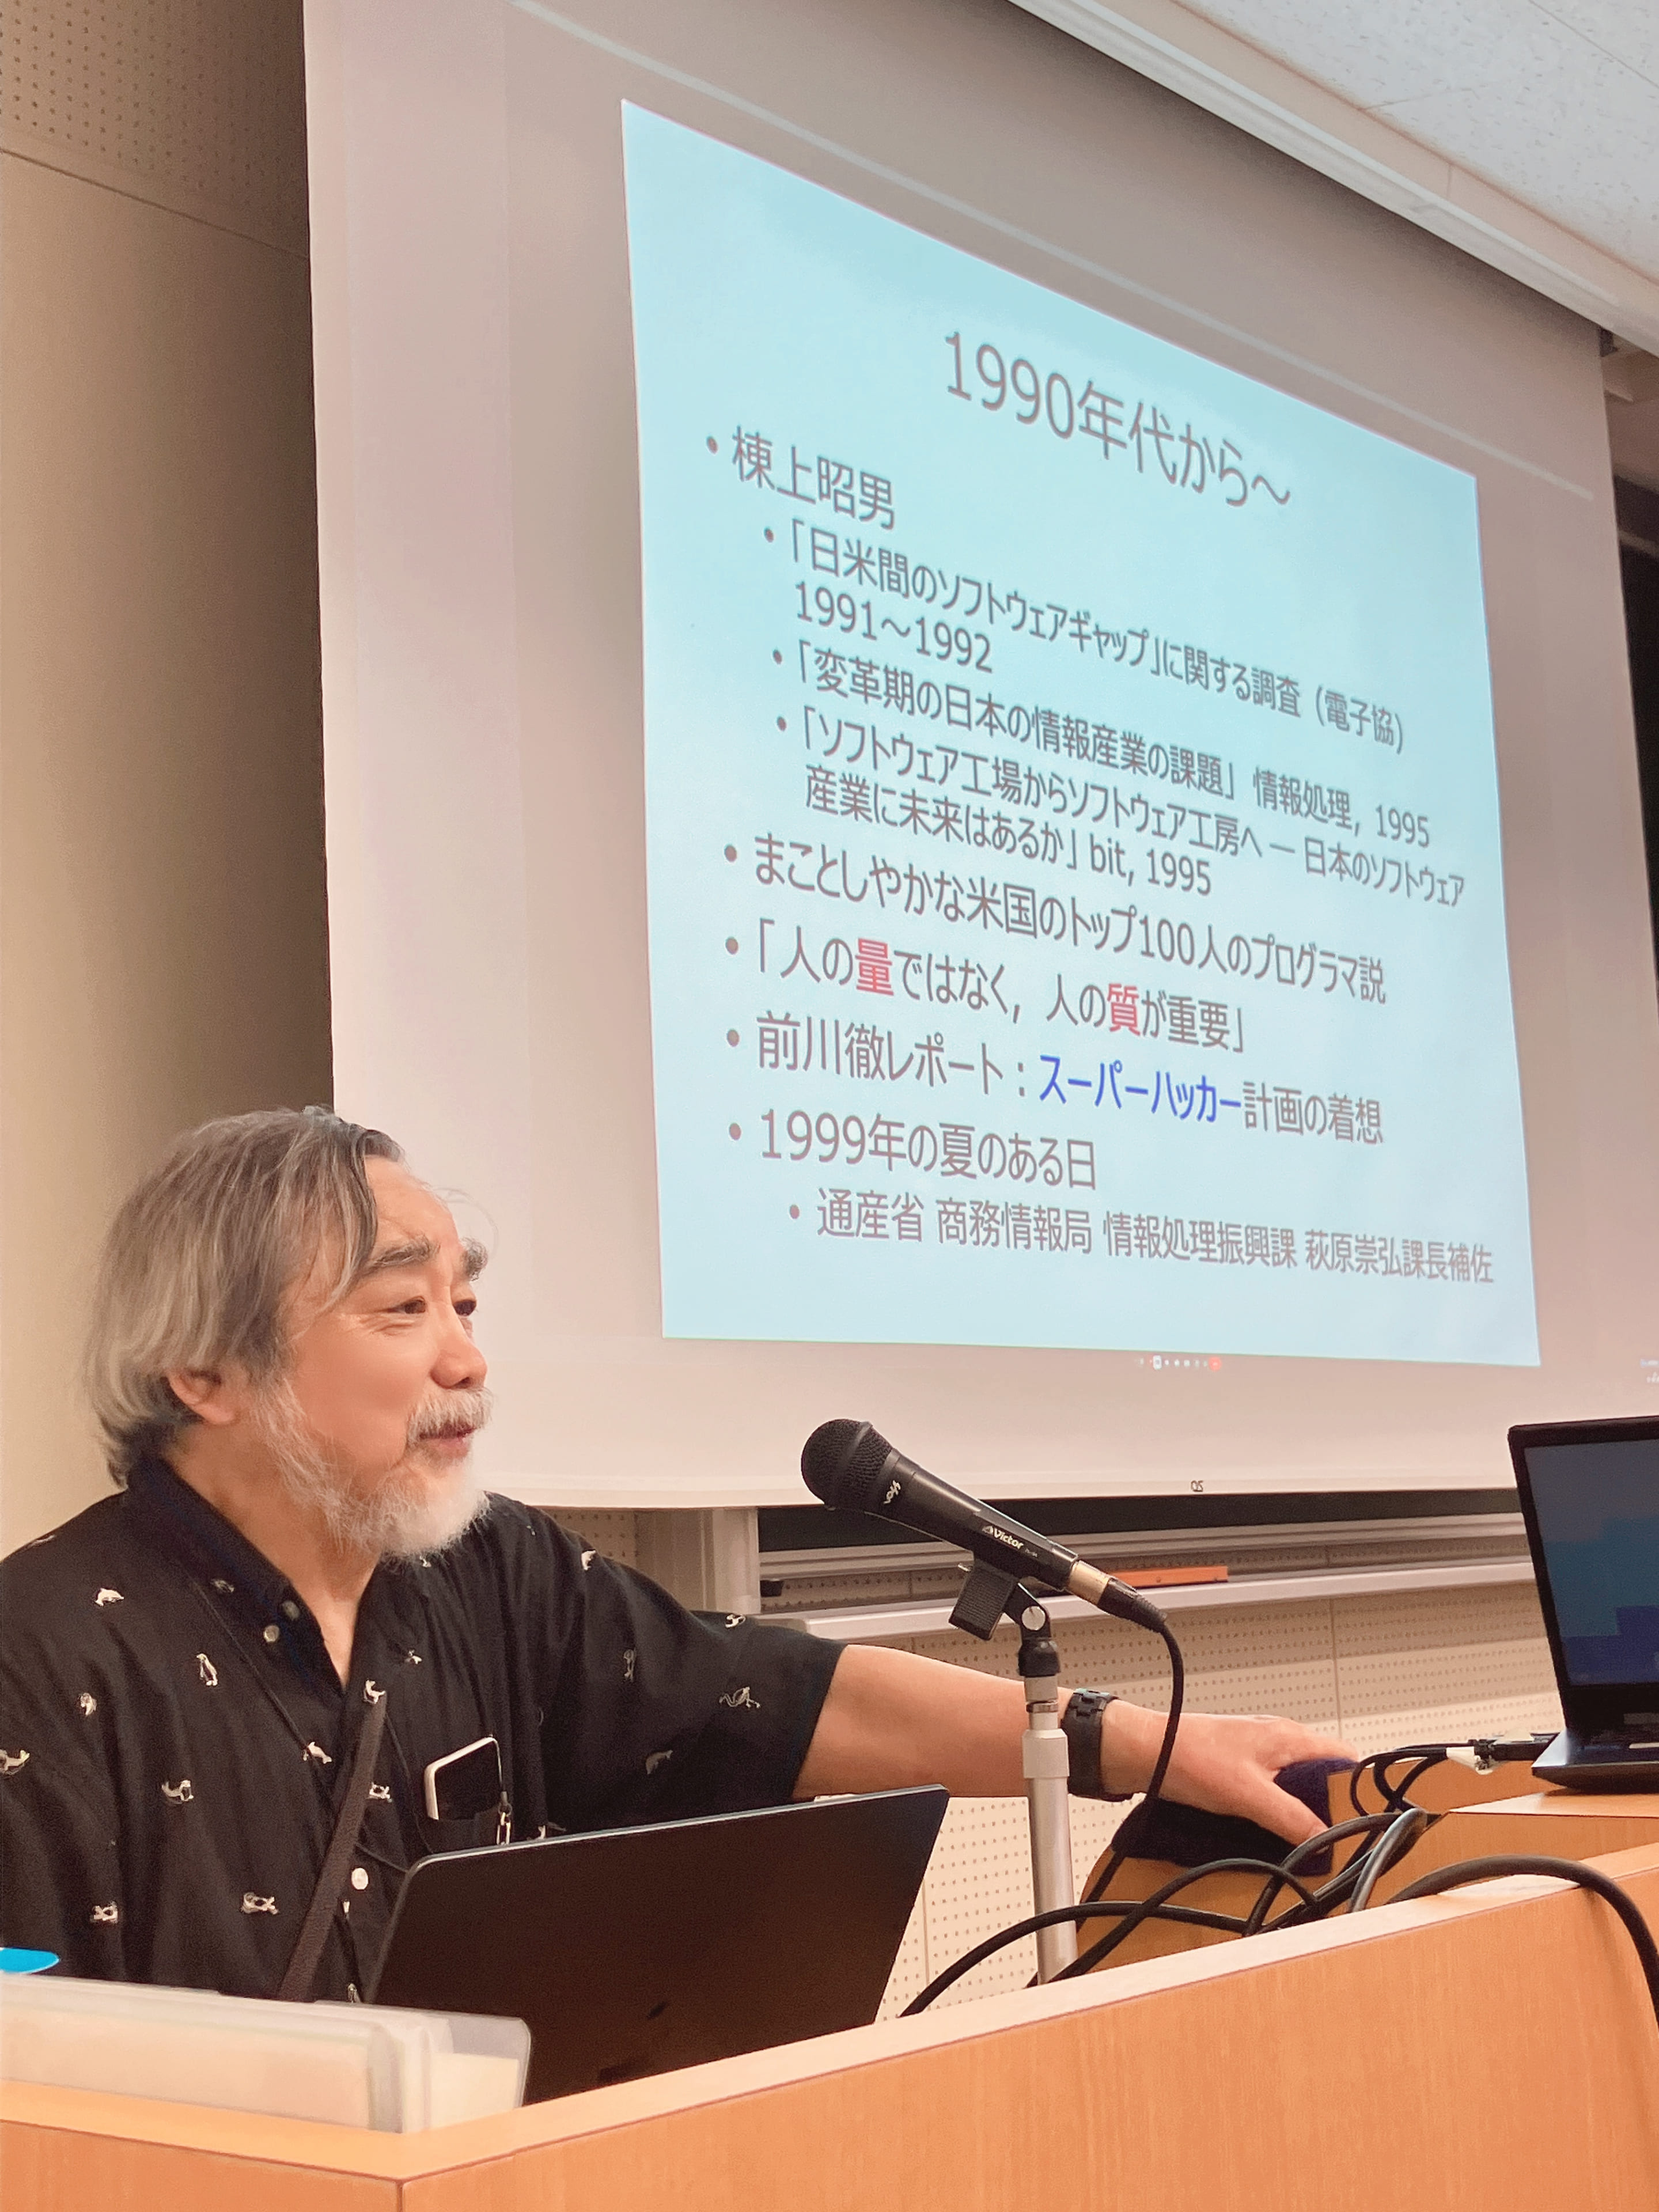 1990年代から～
• 棟上昭男
• 「日米間のソフトウェアギャップ」に関する調査（電子協）
1991～1992
• 「変革期の日本の情報産業の課題」 情報処理, 1995
• 「ソフトウェア工場からソフトウェア工房へ ― 日本のソフトウェア
産業に未来はあるか」 bit, 1995
• まことしやかな米国のトップ100人のプログラマ説
• 「人の量ではなく，人の質が重要」
• 前川徹レポート：スーパーハッカー計画の着想
• 1999年の夏のある日
• 通産省 商務情報局 情報処理振興課 萩原崇弘課長補佐
OS
Victor